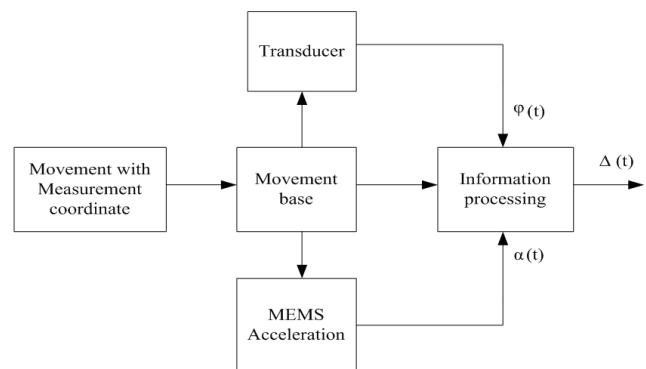 Transducer
φ(t)
Movement with
Measurement
coordinate
Movement
base
Information
processing
Δ(t)
α(t)
MEMS
Acceleration